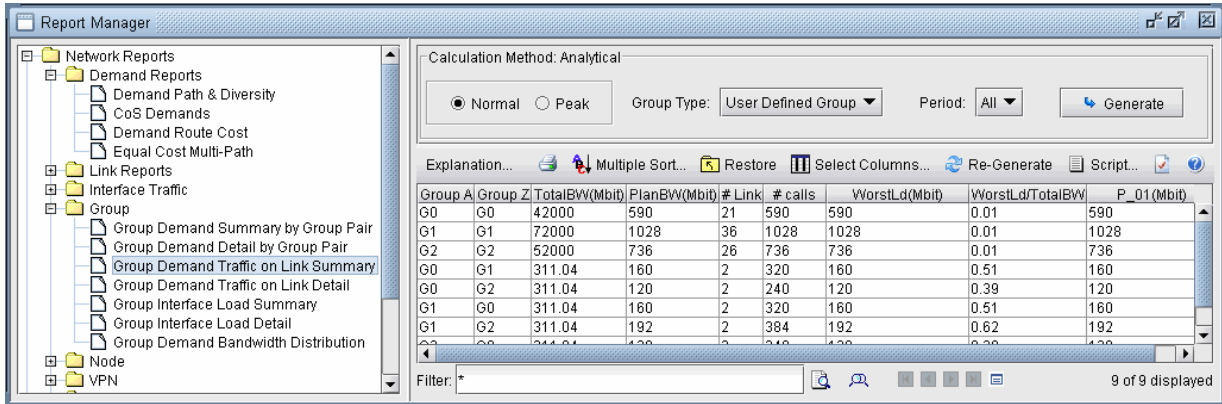 Report Manager
Network Reports
Demand Reports
Demand Path & Diversity
CoS Demands
Demand Route Cost
Equal Cost Multi-Path
Link Reports
Interface Traffic
Group
Group Demand Summary by Group Pair
Group Demand Detail by Group Pair
Group Demand Traffic on Link Summary
Group Demand Traffic on Link Detail
Group Interface Load Summary
Group Interface Load Detail
Group Demand Bandwidth Distribution
Node
VPN
Calculation Method: Analytical
Normal Peak Group Type: User Defined Group Period: All Generate
Explanation... Multiple Sort... Restore Select Columns... Re-Generate Script...
Group A Group Z TotalBW(Mbit) PlanBW(Mbit) # Link # calls WorstLd(Mbit) WorstLd/TotalBW P_01(Mbit)
G0 G0 42000 590 21 590 590 0.01 590
G1 G1 72000 1028 36 1028 1028 0.01 1028
G2 G2 52000 736 26 736 736 0.01 736
G0 G1 311.04 160 2 320 160 0.51 160
G0 G2 311.04 120 2 240 120 0.39 120
G1 G0 311.04 160 2 320 160 0.51 160
G1 G2 311.04 192 2 384 192 0.62 192
Filter: *
9 of 9 displayed